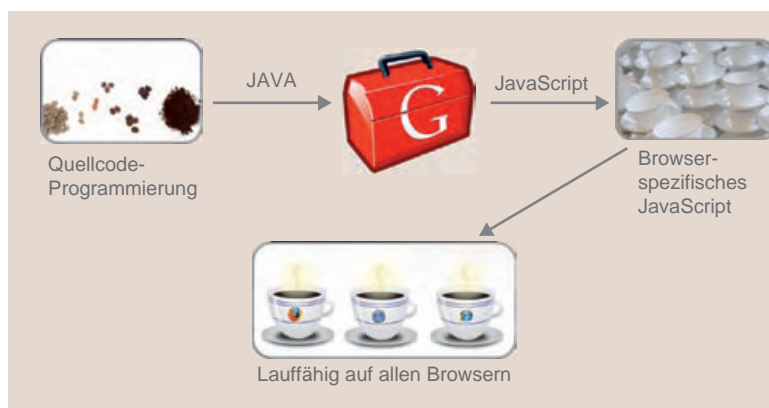 JAVA
G
JavaScript
Quellcode-
Programmierung
Browser-
spezifisches
JavaScript
Lauffähig auf allen Browsern